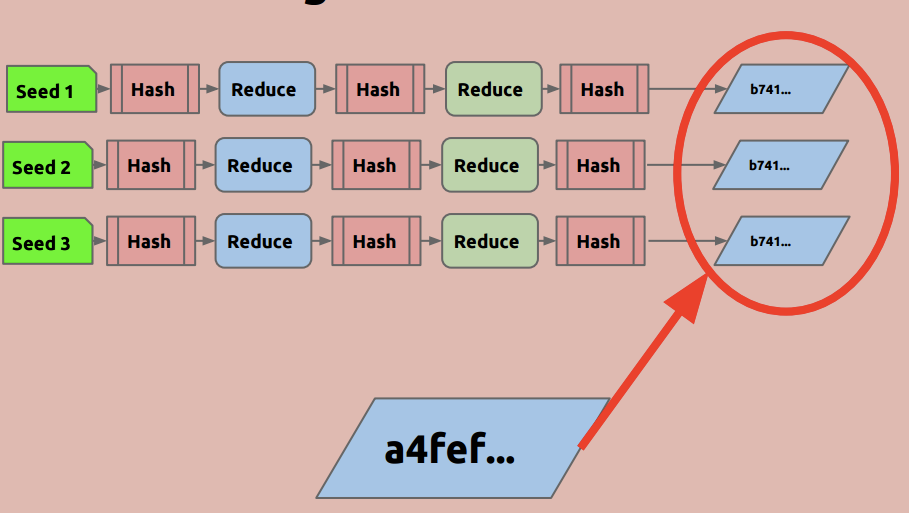 Seed 1 Hash Reduce Hash Reduce Hash b741...
Seed 2 Hash Reduce Hash Reduce Hash b741...
Seed 3 Hash Reduce Hash Reduce Hash b741...
a4fef...